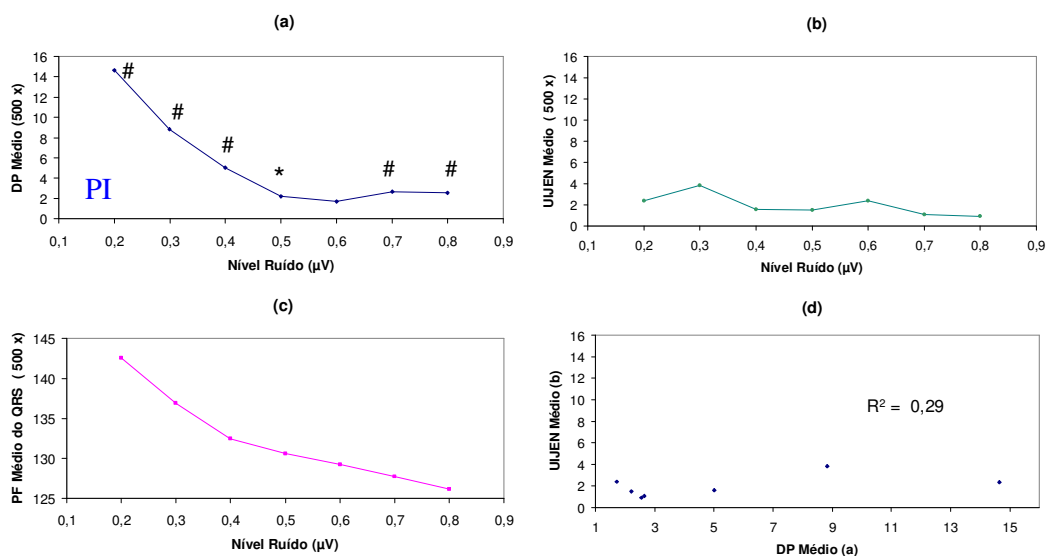 (a)
DP Médio (500 x)
16
14
12
10
8
6
4
2
0
# # # * # #
PI
0,1 0,2 0,3 0,4 0,5 0,6 0,7 0,8 0,9
Nível Ruído (µV)
(b)
UIJEN Médio ( 500 x)
16
14
12
10
8
6
4
2
0
0,1 0,2 0,3 0,4 0,5 0,6 0,7 0,8 0,9
Nível Ruído (µV)
(c)
PF Médio do QRS ( 500 x)
145
140
135
130
125
0,1 0,2 0,3 0,4 0,5 0,6 0,7 0,8 0,9
Nível Ruído (µV)
(d)
UIJEN Médio (b)
16
14
12
10
8
6
4
2
0
R² = 0,29
1 3 5 7 9 11 13 15
DP Médio (a)